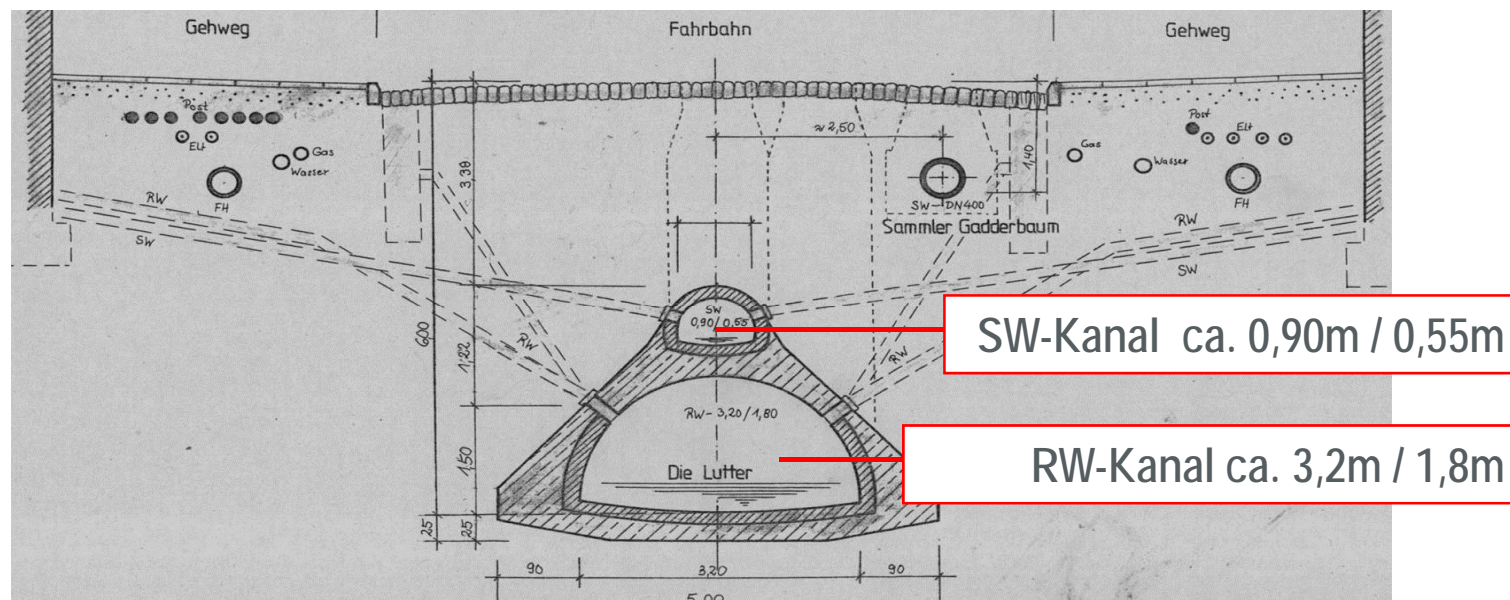 Gehweg
Fahrbahn
Gehweg
Post
Elt
Gas
Wasser
FH
RW
SW
≈2,50
1,40
Post
Elt
Gas
Wasser
FH
SW-DN400
Sammler Gadderbaum
RW
SW
3,38
600
1,22
1,50
25
25
SW
0,90/0,55
RW
RW
RW-3,20/1,80
Die Lutter
SW-Kanal ca. 0,90m / 0,55m
RW-Kanal ca. 3,2m / 1,8m
90
3,20
90
5,00